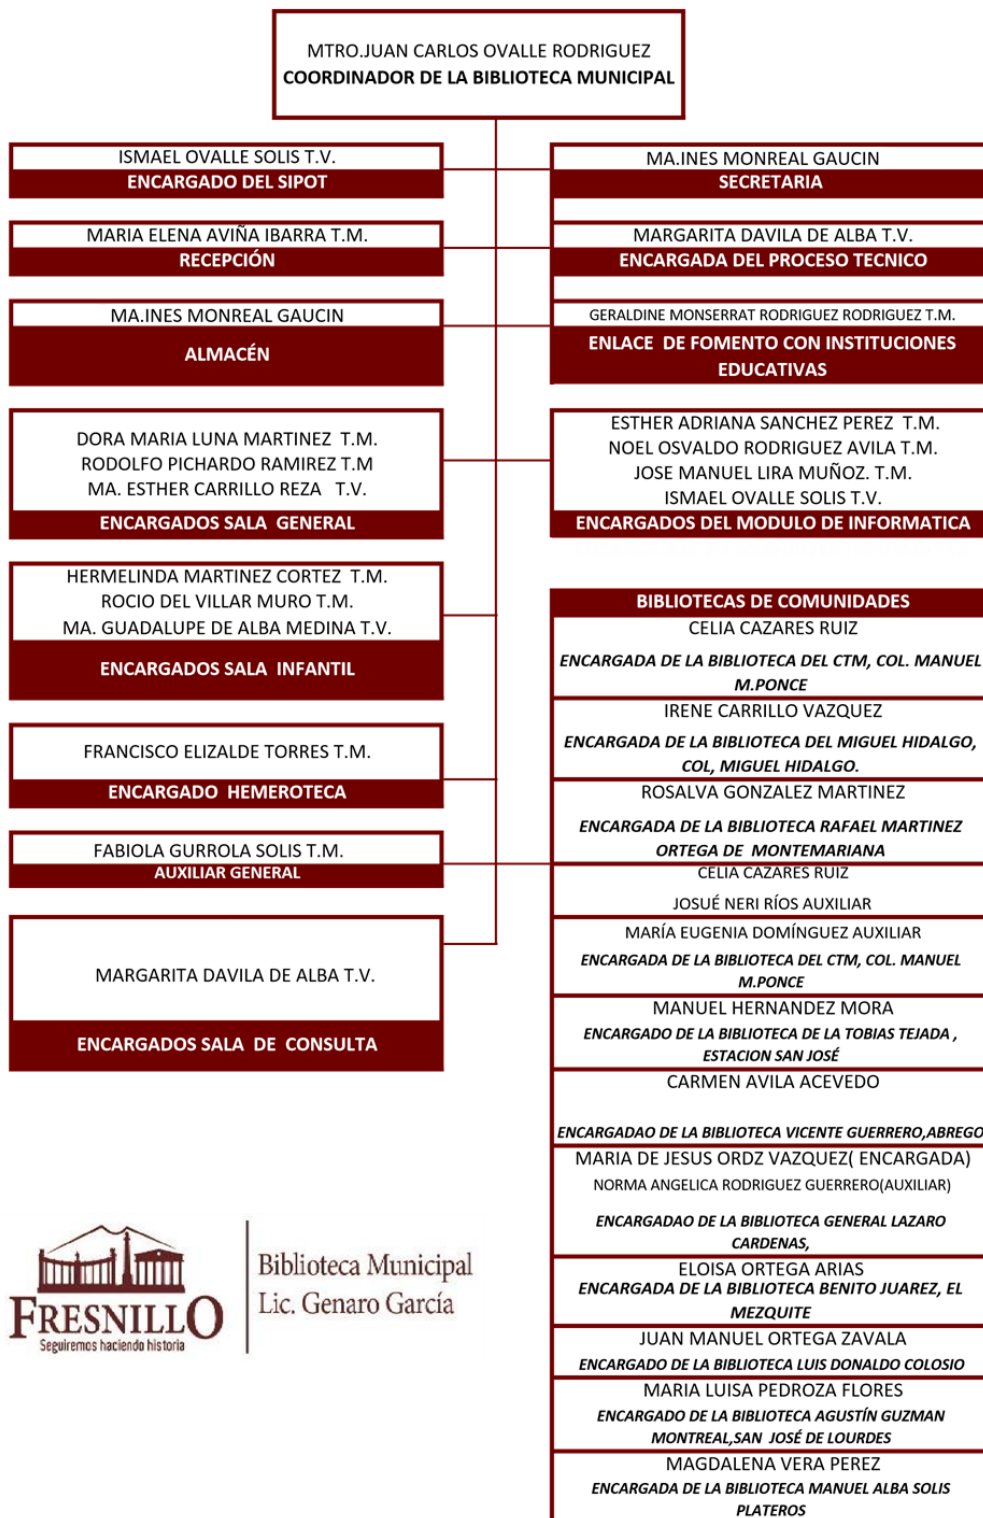 MTRO.JUAN CARLOS OVALLE RODRIGUEZ
COORDINADOR DE LA BIBLIOTECA MUNICIPAL
ISMAEL OVALLE SOLIS T.V.
ENCARGADO DEL SIPOT
MA.INES MONREAL GAUCIN
SECRETARIA
MARIA ELENA AVIÑA IBARRA T.M.
RECEPCIÓN
MARGARITA DAVILA DE ALBA T.V.
ENCARGADA DEL PROCESO TECNICO
MA.INES MONREAL GAUCIN
ALMACÉN
GERALDINE MONSERRAT RODRIGUEZ RODRIGUEZ T.M.
ENLACE DE FOMENTO CON INSTITUCIONES
EDUCATIVAS
DORA MARIA LUNA MARTINEZ T.M.
RODOLFO PICHARDO RAMIREZ T.M
MA. ESTHER CARRILLO REZA T.V.
ENCARGADOS SALA GENERAL
ESTHER ADRIANA SANCHEZ PEREZ T.M.
NOEL OSVALDO RODRIGUEZ AVILA T.M.
JOSE MANUEL LIRA MUÑOZ. T.M.
ISMAEL OVALLE SOLIS T.V.
ENCARGADOS DEL MODULO DE INFORMATICA
HERMELINDA MARTINEZ CORTEZ T.M.
ROCIO DEL VILLAR MURO T.M.
MA. GUADALUPE DE ALBA MEDINA T.V.
ENCARGADOS SALA INFANTIL
FRANCISCO ELIZALDE TORRES T.M.
ENCARGADO HEMEROTECA
FABIOLA GURROLA SOLIS T.M.
AUXILIAR GENERAL
MARGARITA DAVILA DE ALBA T.V.
ENCARGADOS SALA DE CONSULTA
BIBLIOTECAS DE COMUNIDADES
CELIA CAZARES RUIZ
ENCARGADA DE LA BIBLIOTECA DEL CTM, COL. MANUEL
M.PONCE
IRENE CARRILLO VAZQUEZ
ENCARGADA DE LA BIBLIOTECA DEL MIGUEL HIDALGO,
COL, MIGUEL HIDALGO.
ROSALVA GONZALEZ MARTINEZ
ENCARGADA DE LA BIBLIOTECA RAFAEL MARTINEZ
ORTEGA DE MONTEMARIANA
CELIA CAZARES RUIZ
JOSUÉ NERI RÍOS AUXILIAR
MARÍA EUGENIA DOMÍNGUEZ AUXILIAR
ENCARGADA DE LA BIBLIOTECA DEL CTM, COL. MANUEL
M.PONCE
MANUEL HERNANDEZ MORA
ENCARGADO DE LA BIBLIOTECA DE LA TOBIAS TEJADA ,
ESTACION SAN JOSÉ
CARMEN AVILA ACEVEDO
ENCARGADAO DE LA BIBLIOTECA VICENTE GUERRERO,ABREGO
MARIA DE JESUS ORDZ VAZQUEZ( ENCARGADA)
NORMA ANGELICA RODRIGUEZ GUERRERO(AUXILIAR)
ENCARGADAO DE LA BIBLIOTECA GENERAL LAZARO
CARDENAS,
ELOISA ORTEGA ARIAS
ENCARGADA DE LA BIBLIOTECA BENITO JUAREZ, EL
MEZQUITE
JUAN MANUEL ORTEGA ZAVALA
ENCARGADO DE LA BIBLIOTECA LUIS DONALDO COLOSIO
MARIA LUISA PEDROZA FLORES
ENCARGADO DE LA BIBLIOTECA AGUSTÍN GUZMAN
MONTREAL,SAN JOSÉ DE LOURDES
MAGDALENA VERA PEREZ
ENCARGADA DE LA BIBLIOTECA MANUEL ALBA SOLIS
PLATEROS
FRESNILLO
Seguiremos haciendo historia
Biblioteca Municipal
Lic. Genaro García